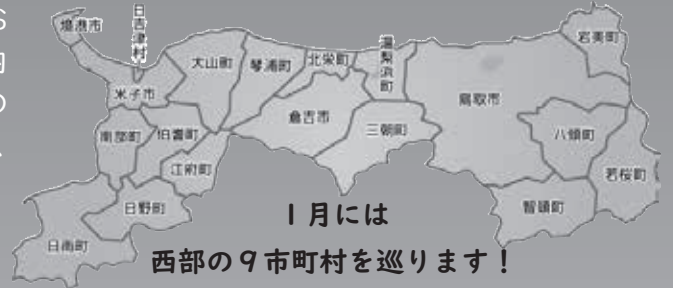 境港市
日吉津村
大山町
琴浦町
北栄町
湯梨浜町
岩美町
米子市
鳥取市
倉吉市
三朝町
八頭町
南部町
伯耆町
江府町
若桜町
日野町
智頭町
日南町
1月には
西部の9市町村を巡ります!
の